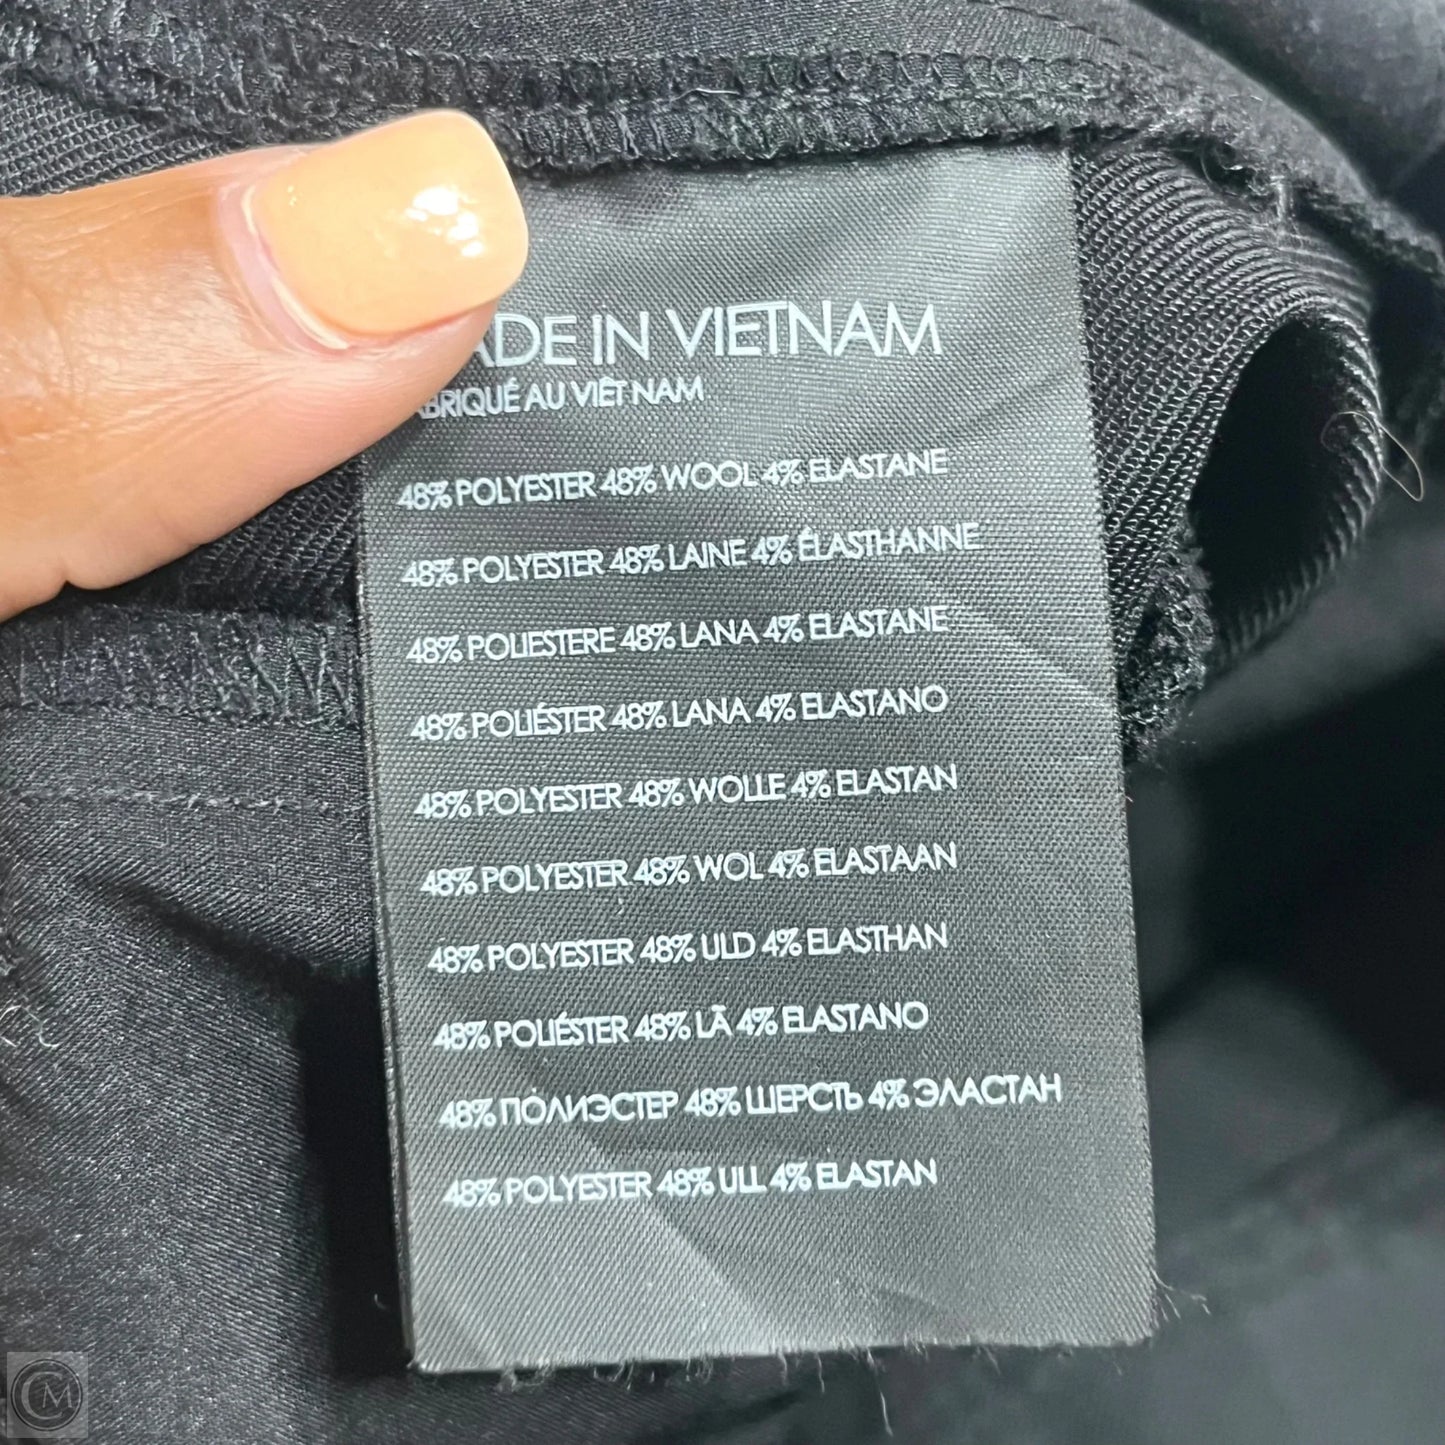 ADE IN VIETNAM
ABRIQUÉ AU VIÊT NAM
48% POLYESTER 48% WOOL 4% ELASTANE
48% POLYESTER 48% LAINE 4% ÉLASTHANNE
48% POLIESTERE 48% LANA 4% ELASTANE
48% POLIÉSTER 48% LANA 4% ELASTANO
48% POLYESTER 48% WOLLE 4% ELASTAN
48% POLYESTER 48% WOL 4% ELASTAAN
48% POLYESTER 48% ULD 4% ELASTHAN
48% POLIÉSTER 48% LÃ 4% ELASTANO
48% ПОЛИЭСТЕР 48% ШЕРСТЬ 4% ЭЛАСТАН
48% POLYESTER 48% ULL 4% ELASTAN
CM